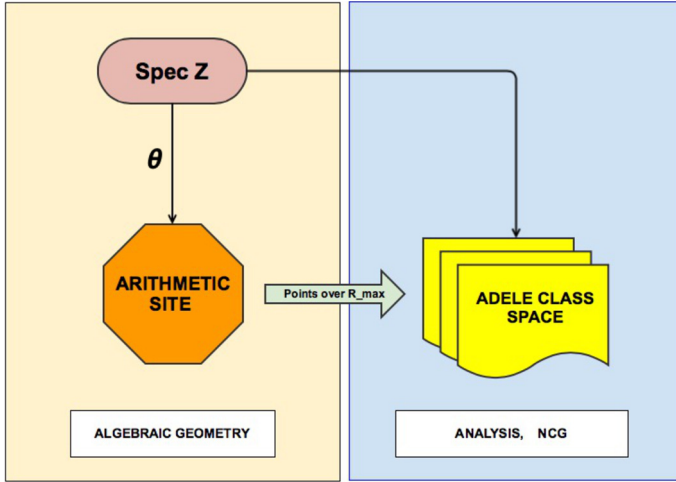 Spec Z
θ
ARITHMETIC
SITE
Points over R_max
ADELE CLASS
SPACE
ALGEBRAIC GEOMETRY
ANALYSIS, NCG